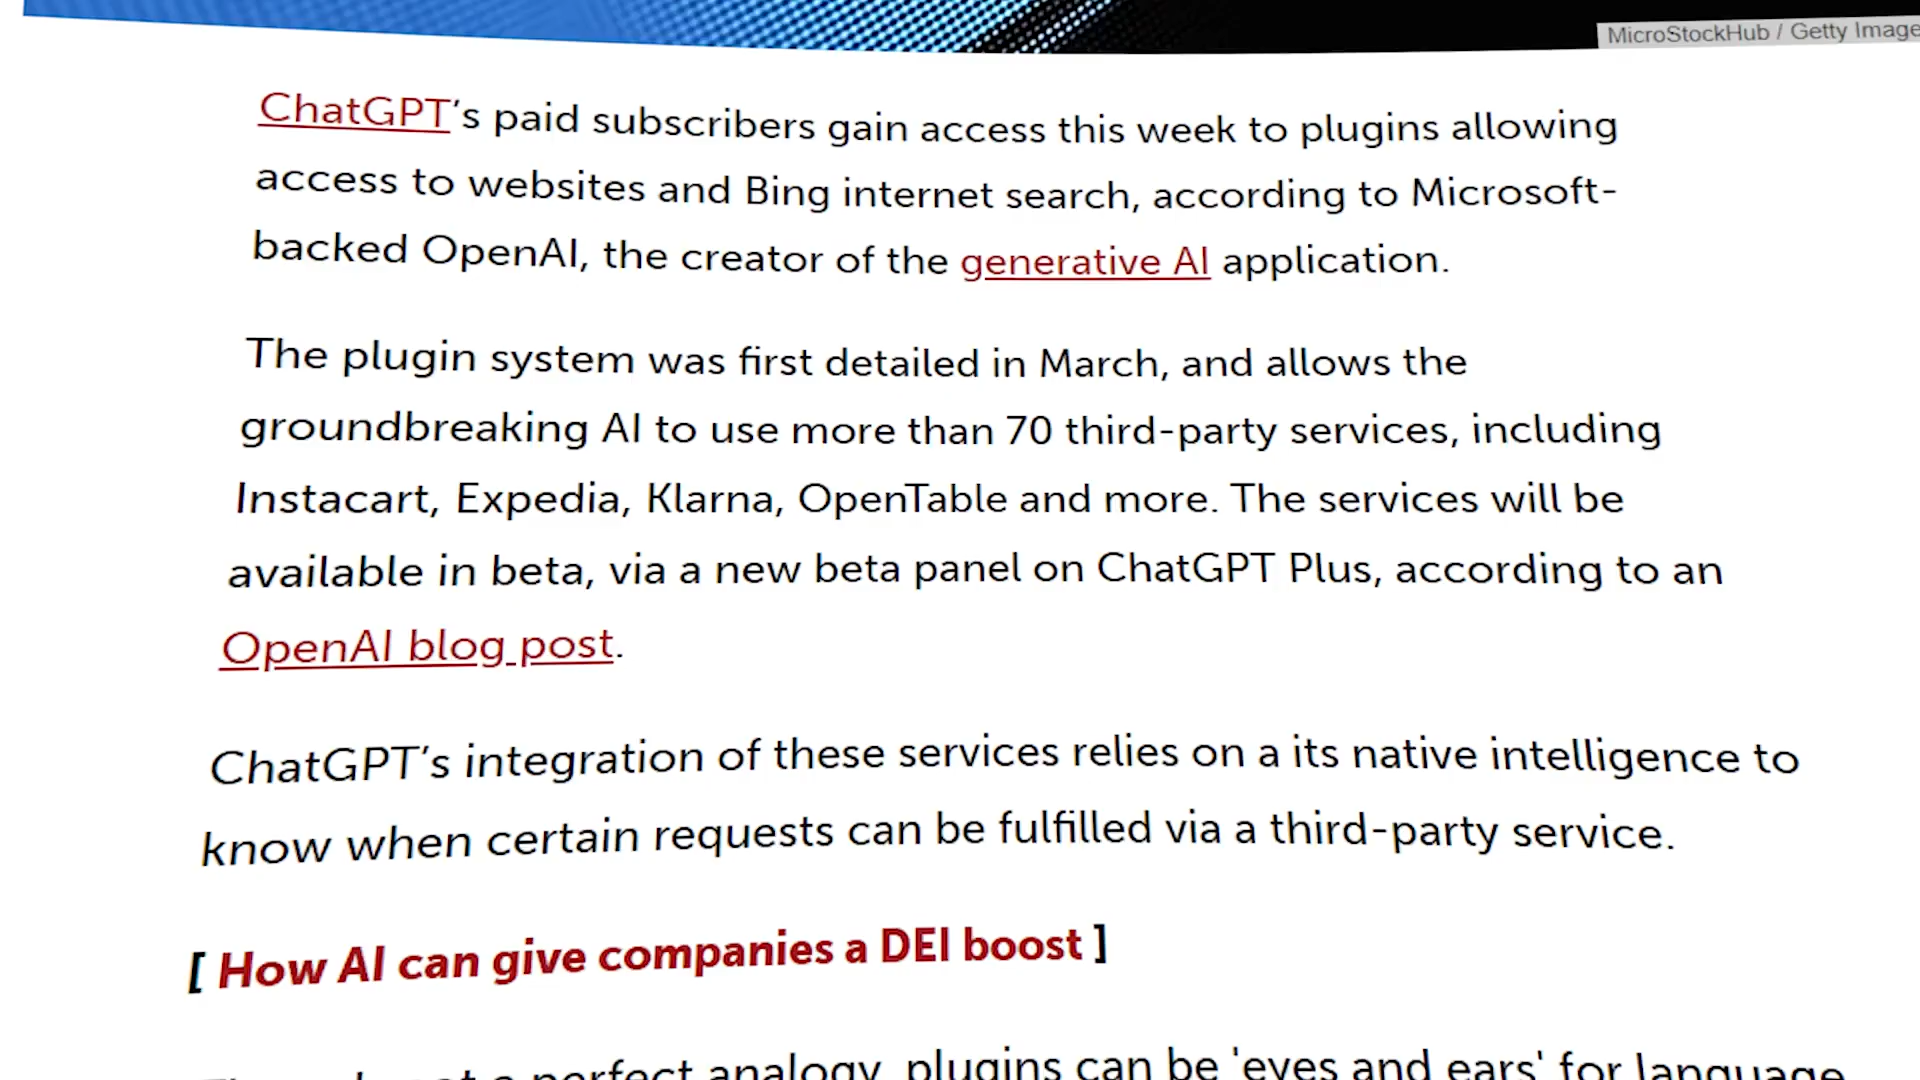 MicroStockHub / Getty Image
ChatGPT's paid subscribers gain access this week to plugins allowing
access to websites and Bing internet search, according to Microsoft-
backed OpenAI, the creator of the generative AI application.
The plugin system was first detailed in March, and allows the
groundbreaking AI to use more than 70 third-party services, including
Instacart, Expedia, Klarna, OpenTable and more. The services will be
available in beta, via a new beta panel on ChatGPT Plus, according to an
OpenAI blog post.
ChatGPT's integration of these services relies on a its native intelligence to
know when certain requests can be fulfilled via a third-party service.
[ How AI can give companies a DEI boost ]
a perfect analogy, plugins can be 'eyes and ears' for language